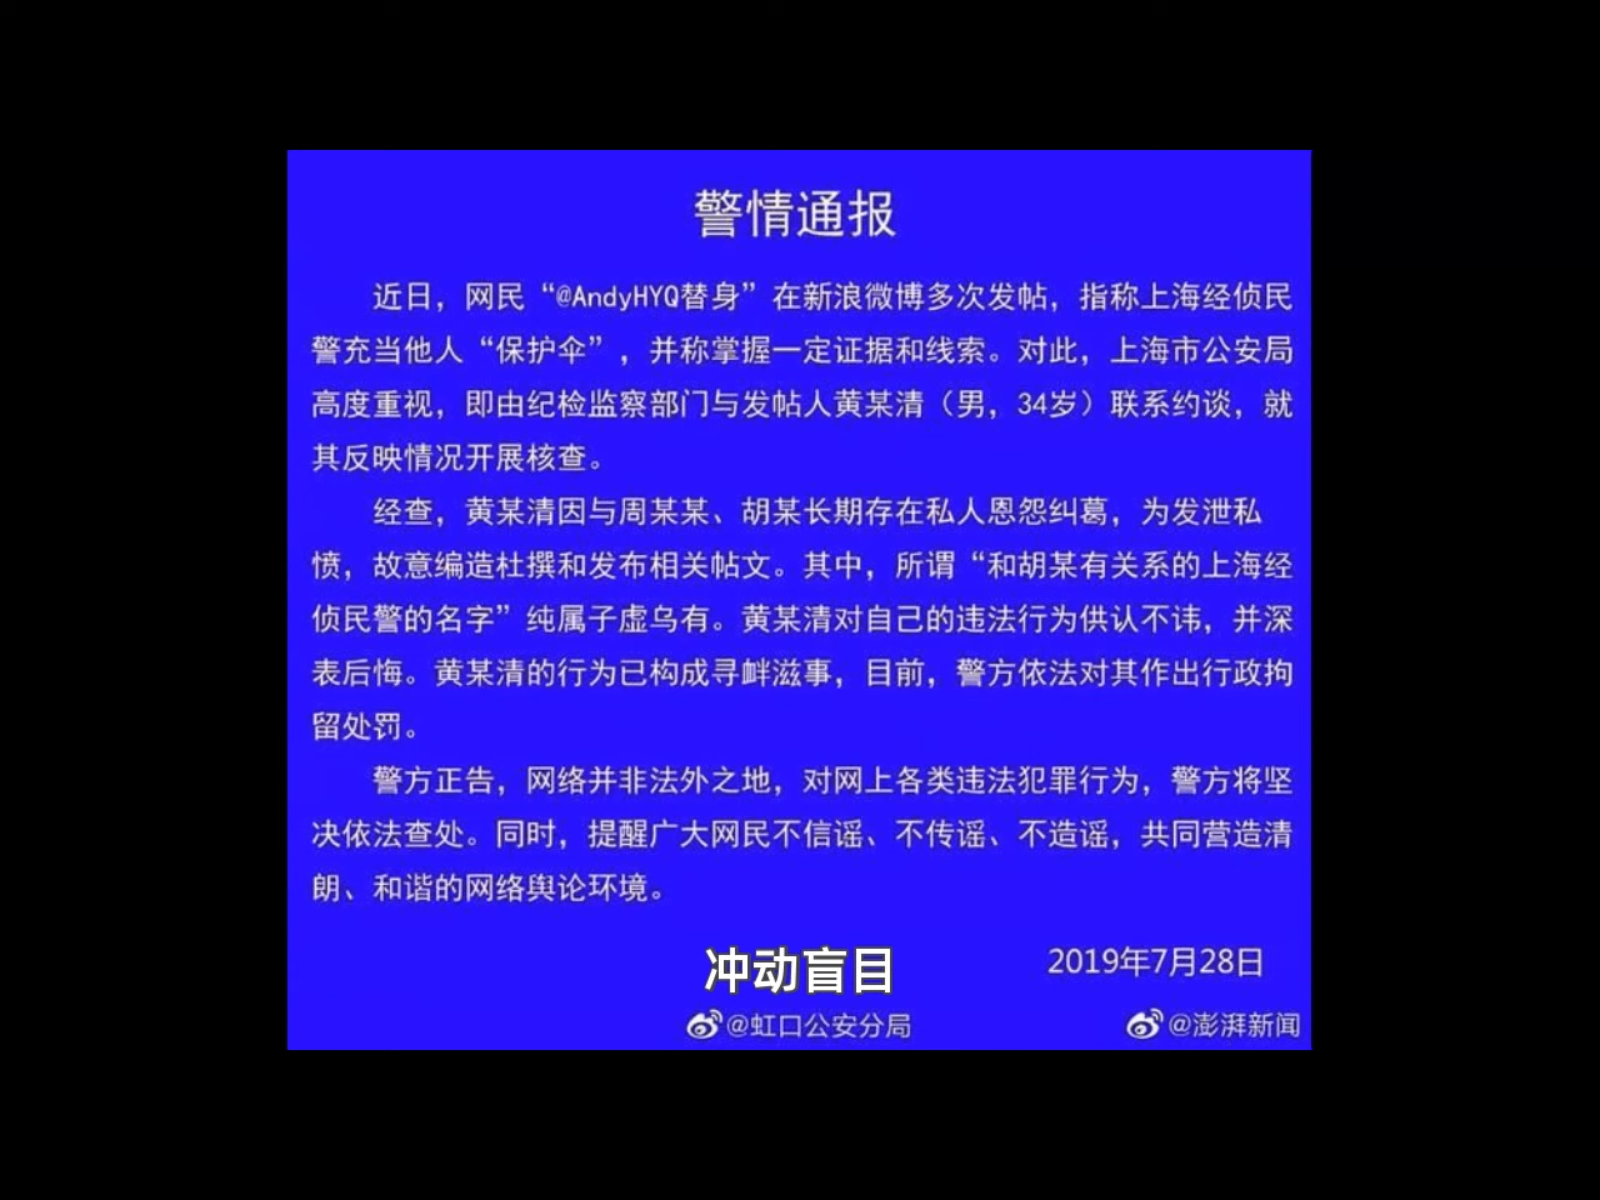 警情通报
近日，网民“@AndyHYQ替身”在新浪微博多次发帖，指称上海经侦民
警充当他人“保护伞”，并称掌握一定证据和线索。对此，上海市公安局
高度重视，即由纪检监察部门与发帖人黄某清（男，34岁）联系约谈，就
其反映情况开展核查。
经查，黄某清因与周某某、胡某长期存在私人恩怨纠葛，为发泄私
愤，故意编造杜撰和发布相关帖文。其中，所谓“和胡某有关系的上海经
侦民警的名字”纯属子虚乌有。黄某清对自己的违法行为供认不讳，并深
表后悔。黄某清的行为已构成寻衅滋事，目前，警方依法对其作出行政拘
留处罚。
警方正告，网络并非法外之地，对网上各类违法犯罪行为，警方将坚
决依法查处。同时，提醒广大网民不信谣、不传谣、不造谣，共同营造清
朗、和谐的网络舆论环境。
2019年7月28日
冲动盲目
@虹口公安分局
@澎湃新闻